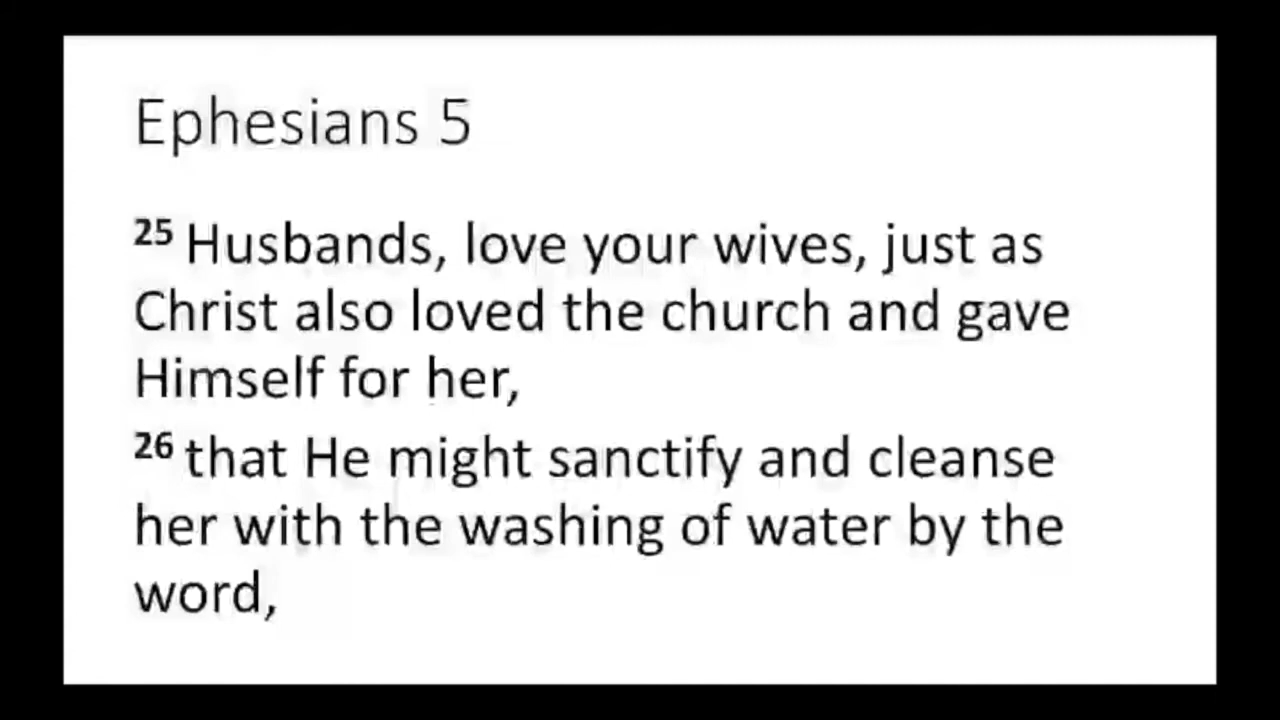 Ephesians 5
25 Husbands, love your wives, just as
Christ also loved the church and gave
Himself for her,
26 that He might sanctify and cleanse
her with the washing of water by the
word,